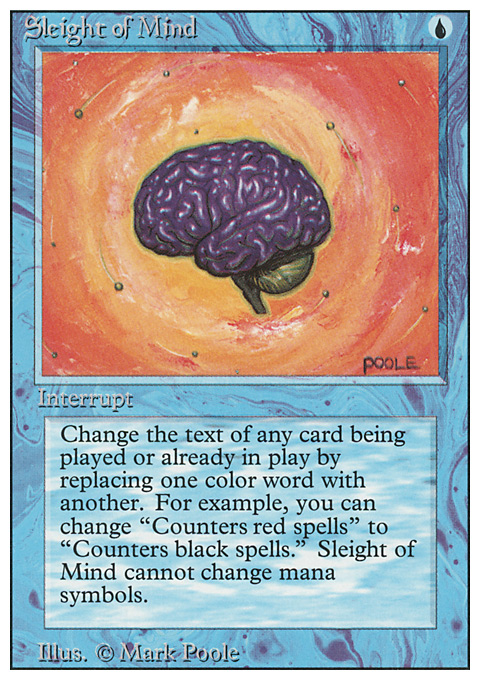 Sleight of Mind
POOLE
Interrupt
Change the text of any card being
played or already in play by
replacing one color word with
another. For example, you can
change “Counters red spells” to
“Counters black spells.” Sleight of
Mind cannot change mana
symbols.
Illus. © Mark Poole